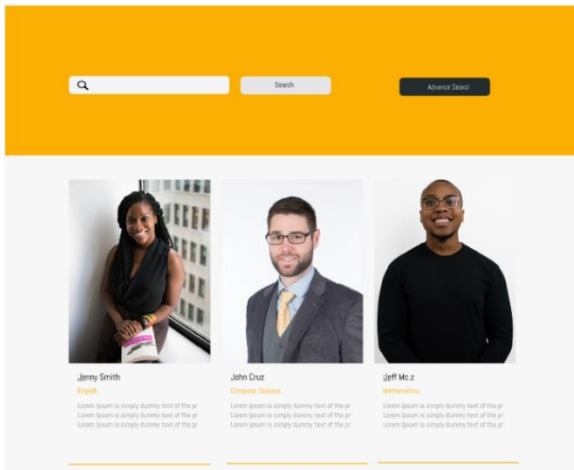 Search
Advance Searcl
Jenny Smith
English
Lorem Ipsum is simply dummy text of the pr
Lorem Ipsum is simply dummy text of the pr
Lorem Ipsum is simply dummy text of the pr
John Cruz
Computer Science
Lorem Ipsum is simply dummy text of the pr
Lorem Ipsum is simply dummy text of the pr
Lorem Ipsum is simply dummy text of the pr
Jeff Mc.z
Mathematics
Lorem Ipsum is simply dummy text of the pr
Lorem Ipsum is simply dummy text of the pr
Lorem Ipsum is simply dummy text of the pr